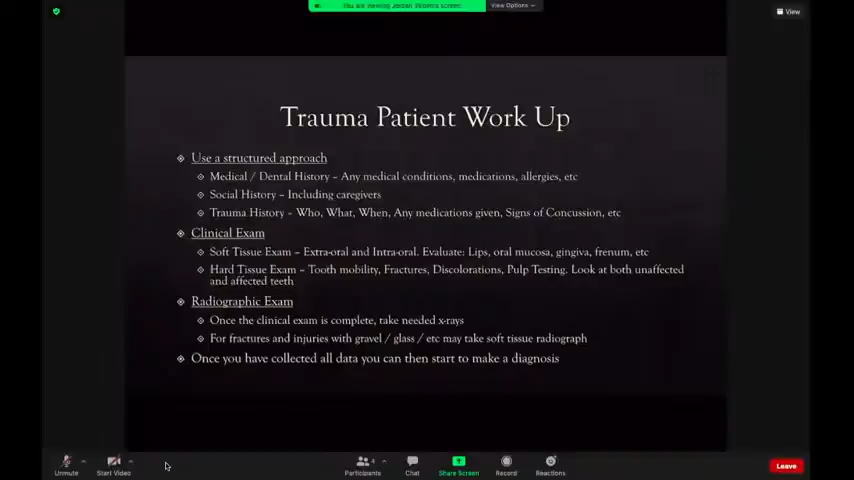 You are viewing Jordan
screen
View Options
View
Trauma Patient Work Up
Use a structured approach
Medical / Dental History – Any medical conditions, medications, allergies, etc
Social History – Including caregivers
Trauma History – Who, What, When, Any medications given, Signs of Concussion, etc
Clinical Exam
Soft Tissue Exam – Extra-oral and Intra-oral. Evaluate: Lips, oral mucosa, gingiva, frenum, etc
Hard Tissue Exam – Tooth mobility, Fractures, Discolorations, Pulp Testing. Look at both unaffected
and affected teeth
Radiographic Exam
Once the clinical exam is complete, take needed x-rays
For fractures and injuries with gravel / glass / etc may take soft tissue radiograph
Once you have collected all data you can then start to make a diagnosis
Unmute
Start Video
4
Participants
Chat
Share Screen
Record
Reactions
Leave